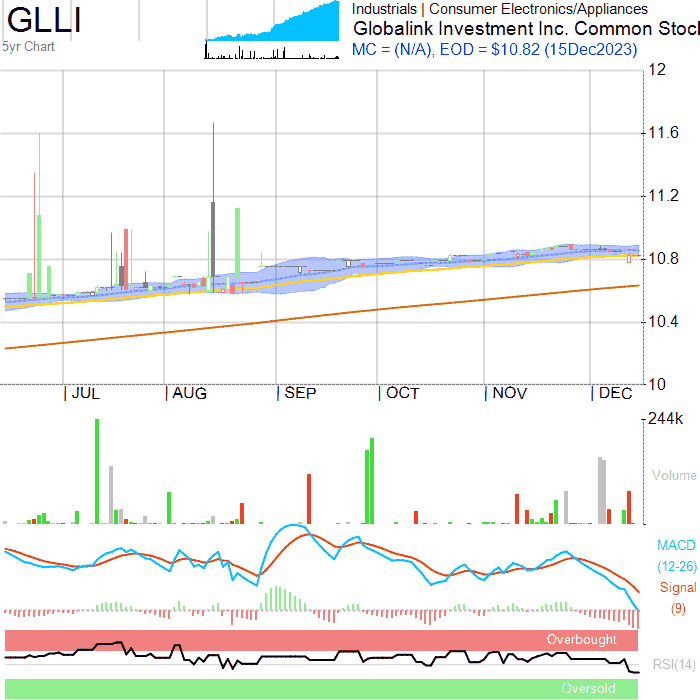 GLLI
5yr Chart
Industrials | Consumer Electronics/Appliances
Globalink Investment Inc. Common Stoc
MC = (N/A), EOD = $10.82 (15Dec2023)
12
11.6
11.2
10.8
10.4
10
JUL AUG SEP OCT NOV DEC
244k
Volume
MACD
(12-26)
Signal
(9)
Overbought
RSI(14)
Oversold